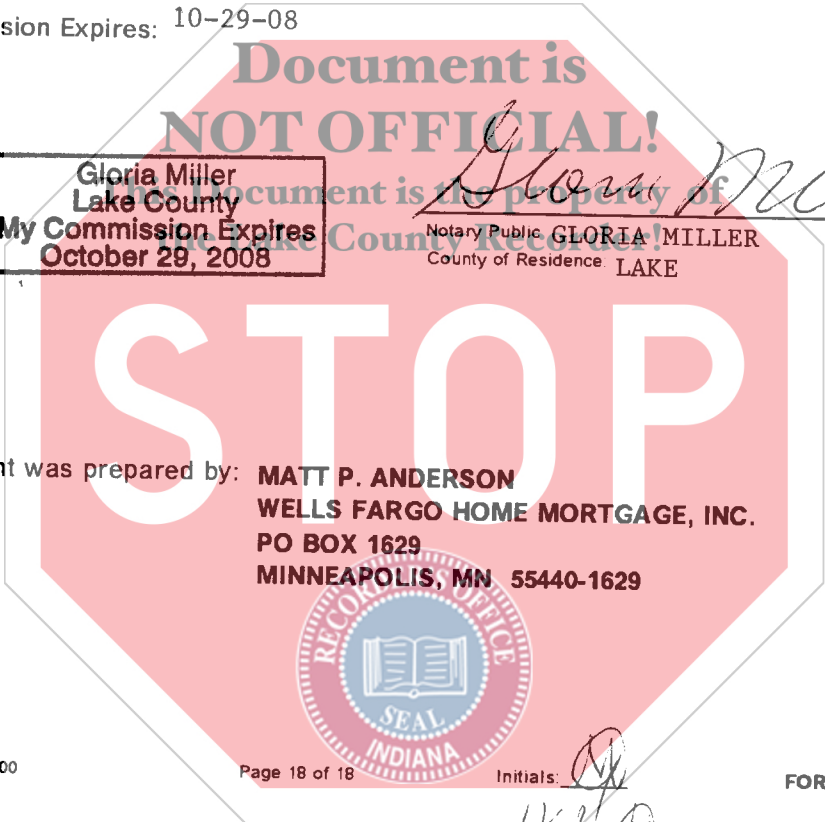 sion Expires: 10-29-08
Document is
NOT OFFICIAL!
This Document is the property of
the Lake County Recorder!
Gloria Miller
Lake County
My Commission Expires
October 29, 2008
Notary Public GLORIA MILLER
County of Residence LAKE
STOP
nt was prepared by: MATT P. ANDERSON
WELLS FARGO HOME MORTGAGE, INC.
PO BOX 1629
MINNEAPOLIS, MN 55440-1629
RECORDER'S OFFICE
SEAL
INDIANA
00
Page 18 of 18
Initials:
FOR